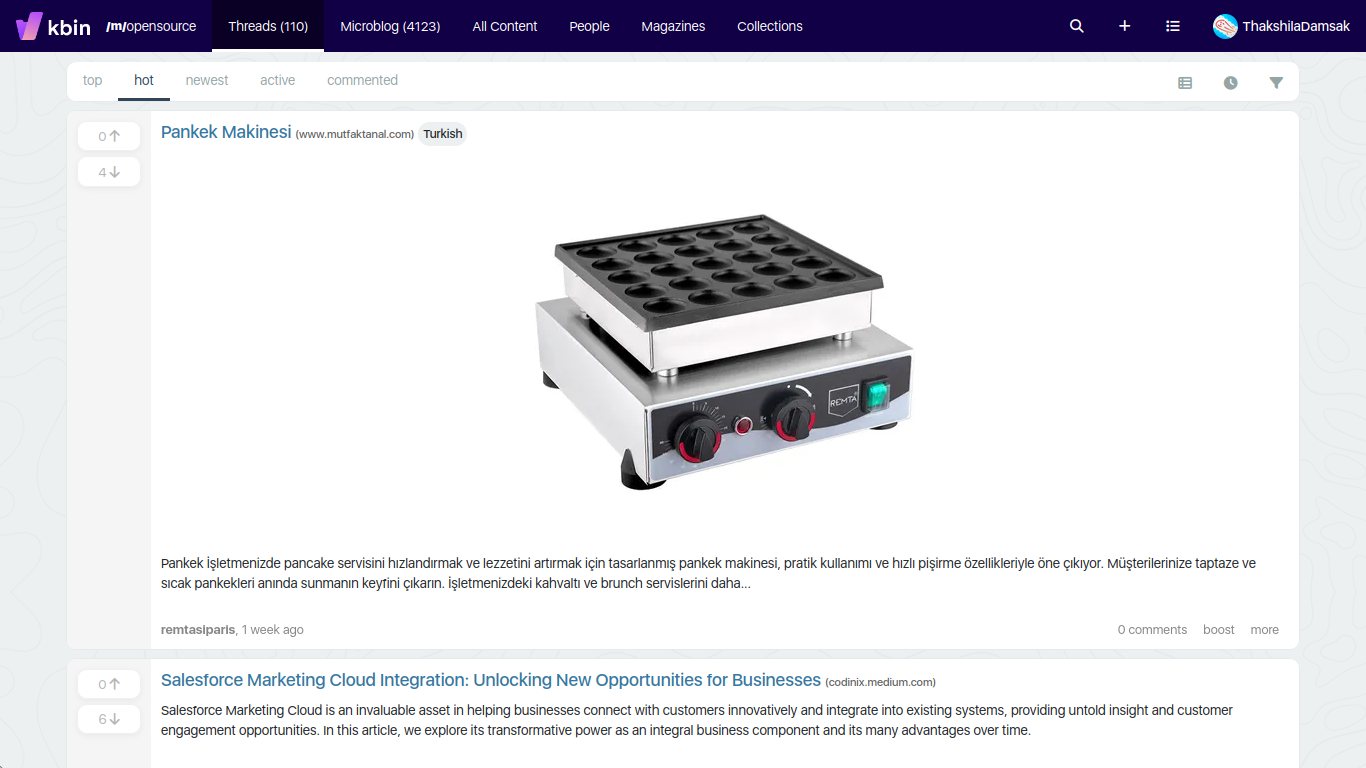 kbin /m/opensource Threads (110) Microblog (4123) All Content People Magazines Collections ThakshilaDamsak
top hot newest active commented
0
4
Pankek Makinesi (www.mutfaktanal.com) Turkish
REMTA
Pankek İşletmenizde pancake servisini hızlandırmak ve lezzetini artırmak için tasarlanmış pankek makinesi, pratik kullanımı ve hızlı pişirme özellikleriyle öne çıkıyor. Müşterilerinize taptaze ve
sıcak pankekleri anında sunmanın keyrini çıkarın. İşletmenizdeki kahvaltı ve brunch servislerini daha...
remtasiparis, 1 week ago 0 comments boost more
0
6
Salesforce Marketing Cloud Integration: Unlocking New Opportunities for Businesses (codinix.medium.com)
Salesforce Marketing Cloud is an invaluable asset in helping businesses connect with customers innovatively and integrate into existing systems, providing untold insight and customer
engagement opportunities. In this article, we explore its transformative power as an integral business component and its many advantages over time.